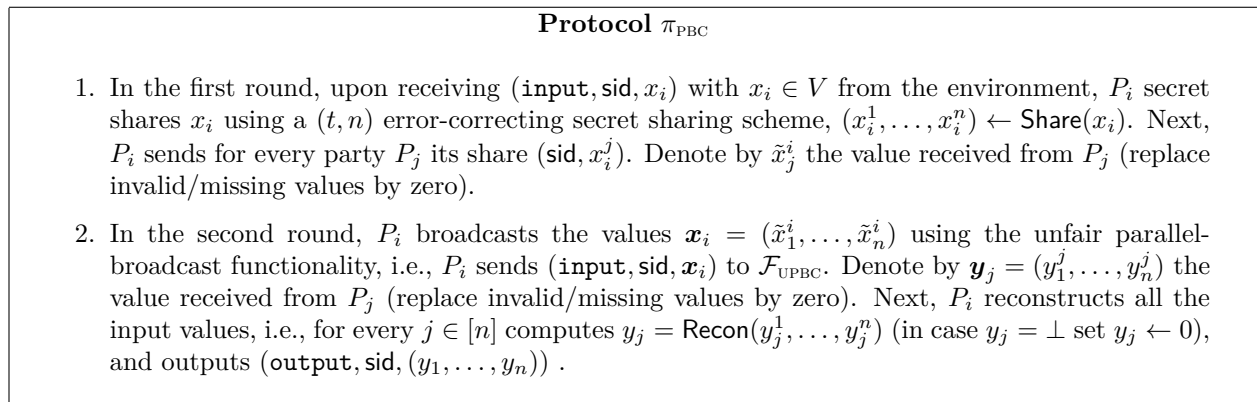 Protocol π_PBC
1. In the first round, upon receiving (input, sid, x_i) with x_i ∈ V from the environment, P_i secret
shares x_i using a (t, n) error-correcting secret sharing scheme, (x_i^1, . . . , x_i^n) ← Share(x_i). Next,
P_i sends for every party P_j its share (sid, x_i^j). Denote by x̃_j^i the value received from P_j (replace
invalid/missing values by zero).
2. In the second round, P_i broadcasts the values 𝒙_i = (x̃_1^i, . . . , x̃_n^i) using the unfair parallel-
broadcast functionality, i.e., P_i sends (input, sid, 𝒙_i) to F_UPBC. Denote by 𝒚_j = (y_1^j, . . . , y_n^j) the
value received from P_j (replace invalid/missing values by zero). Next, P_i reconstructs all the
input values, i.e., for every j ∈ [n] computes y_j = Recon(y_j^1, . . . , y_j^n) (in case y_j = ⊥ set y_j ← 0),
and outputs (output, sid, (y_1, . . . , y_n)) .